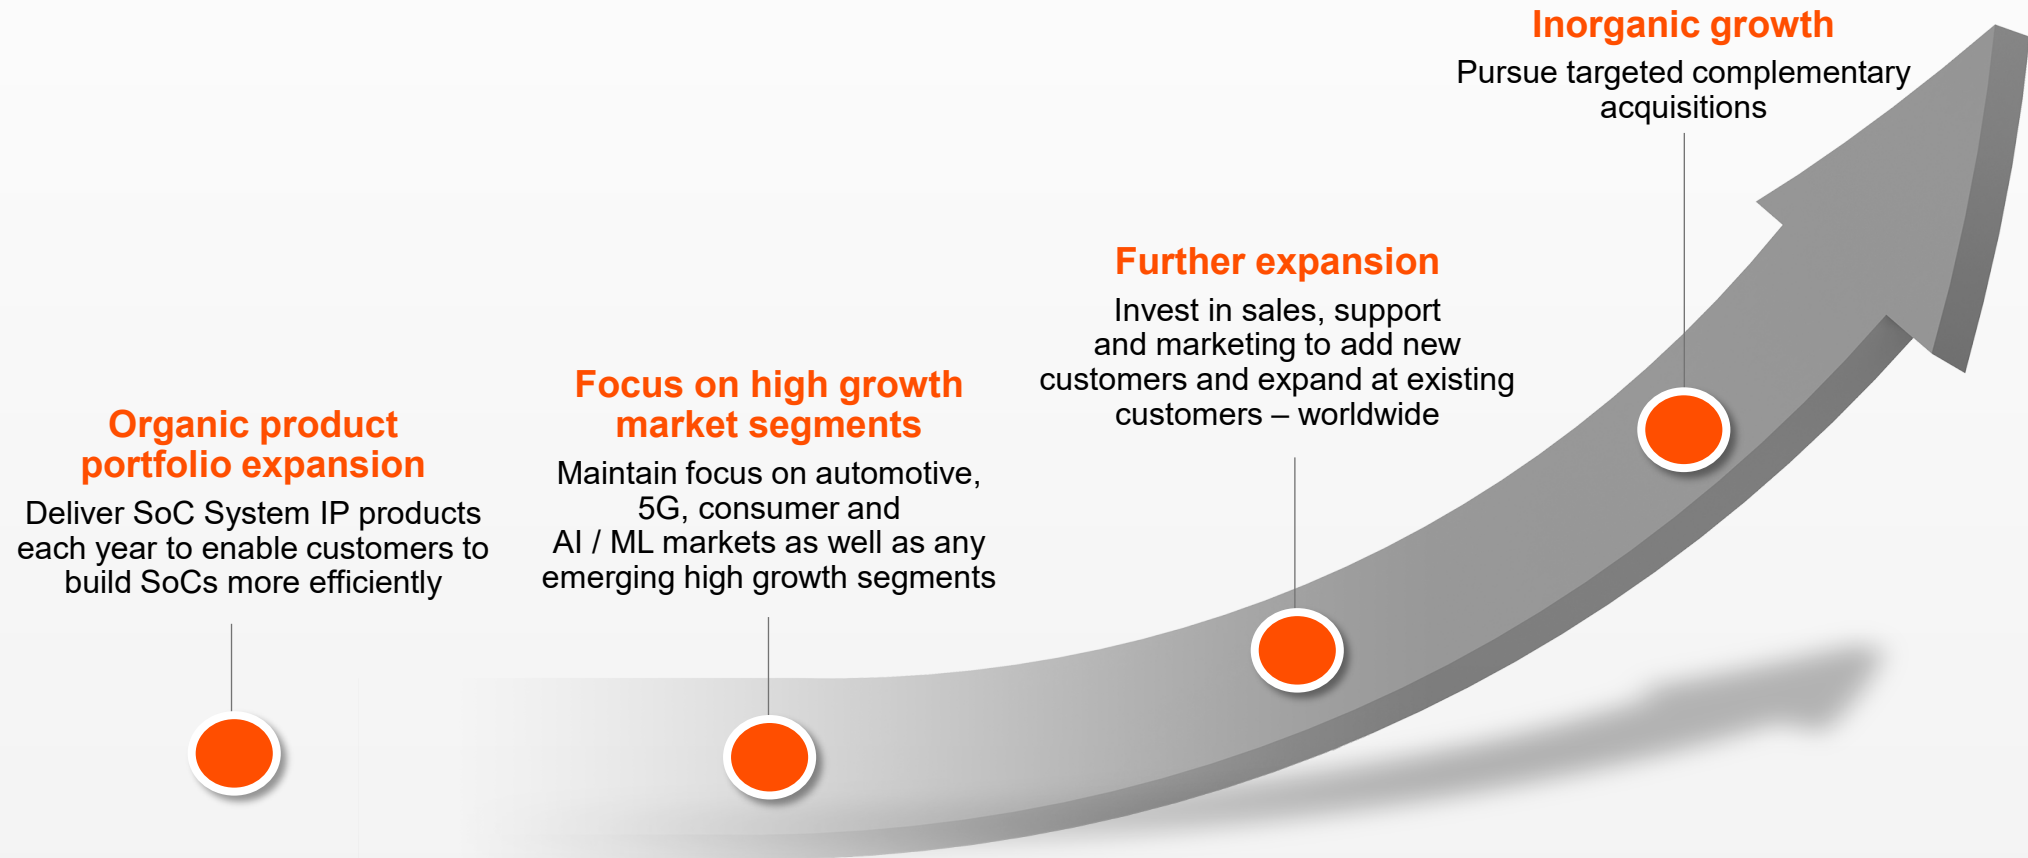 Organic product
portfolio expansion
Deliver SoC System IP products
each year to enable customers to
build SoCs more efficiently
Focus on high growth
market segments
Maintain focus on automotive,
5G, consumer and
AI / ML markets as well as any
emerging high growth segments
Further expansion
Invest in sales, support
and marketing to add new
customers and expand at existing
customers – worldwide
Inorganic growth
Pursue targeted complementary
acquisitions